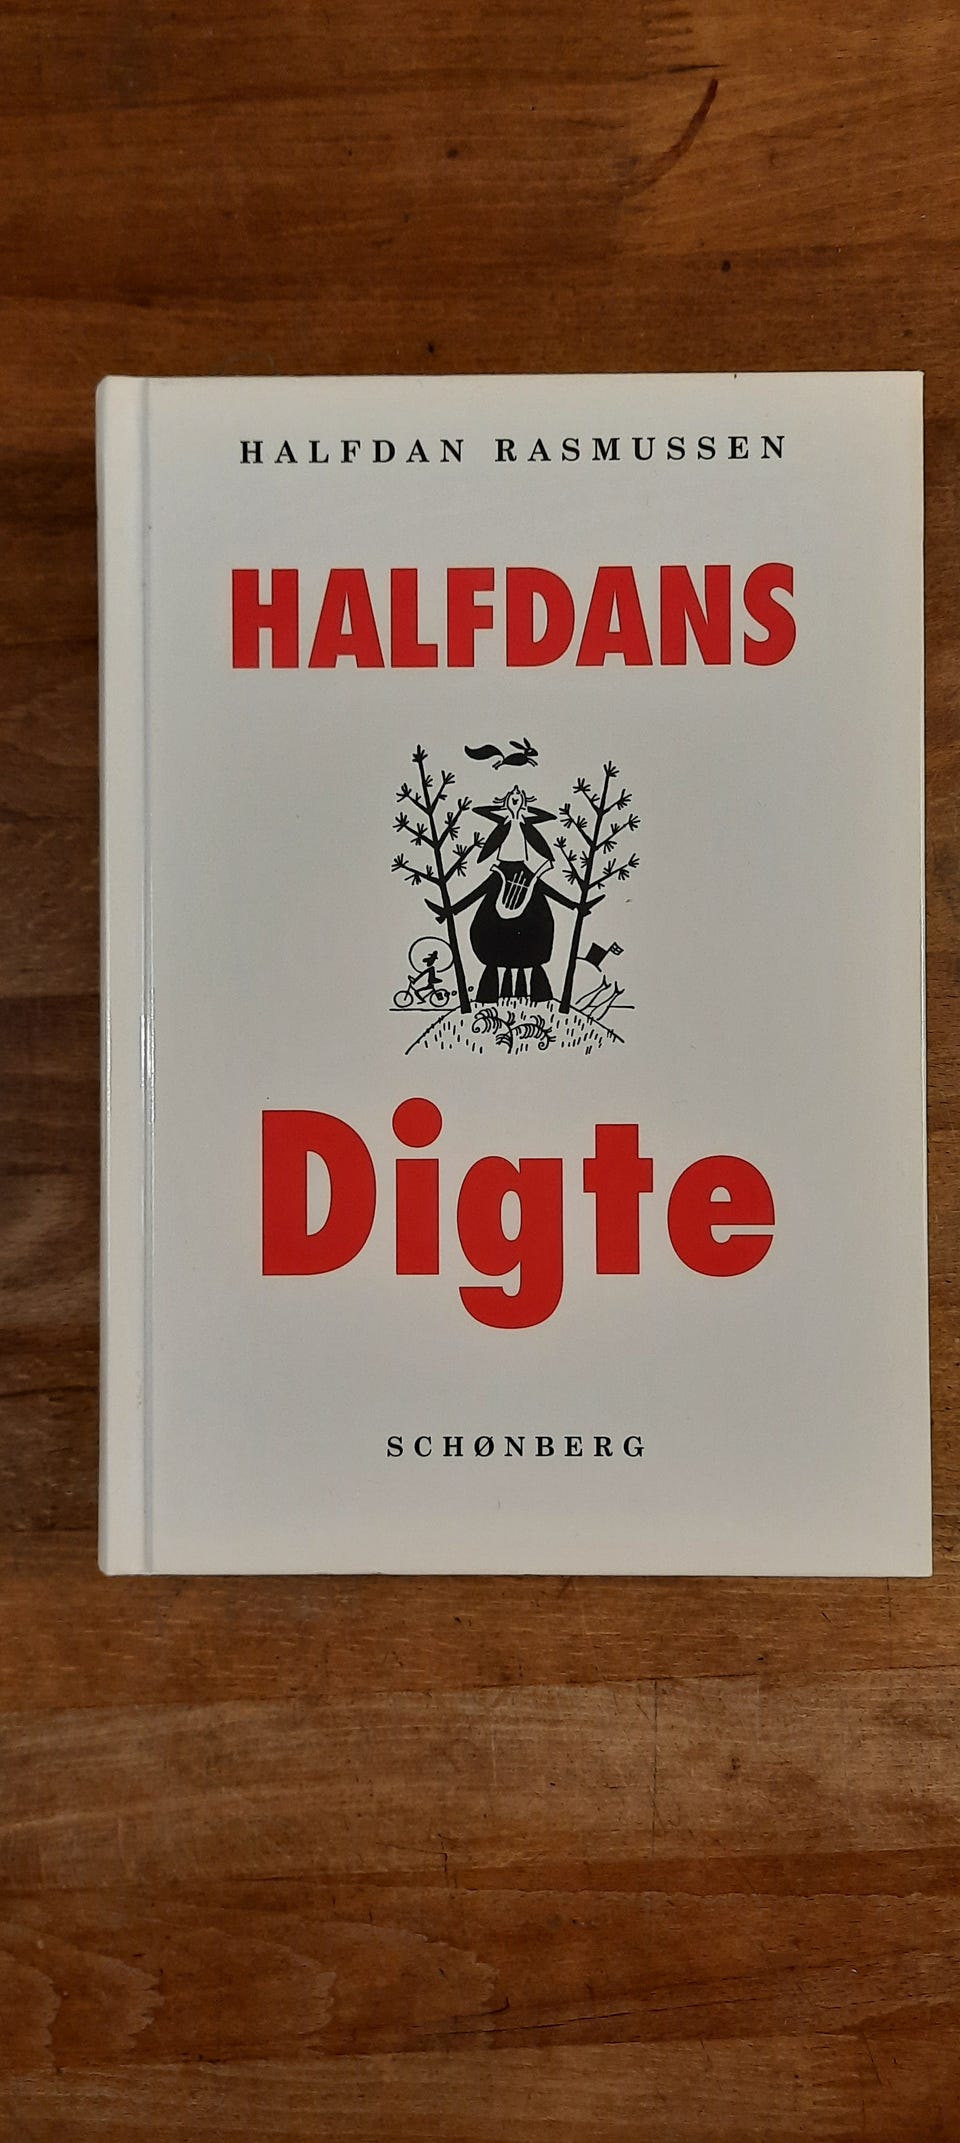 HALFDAN RASMUSSEN
HALFDANS
Digte
SCHØNBERG